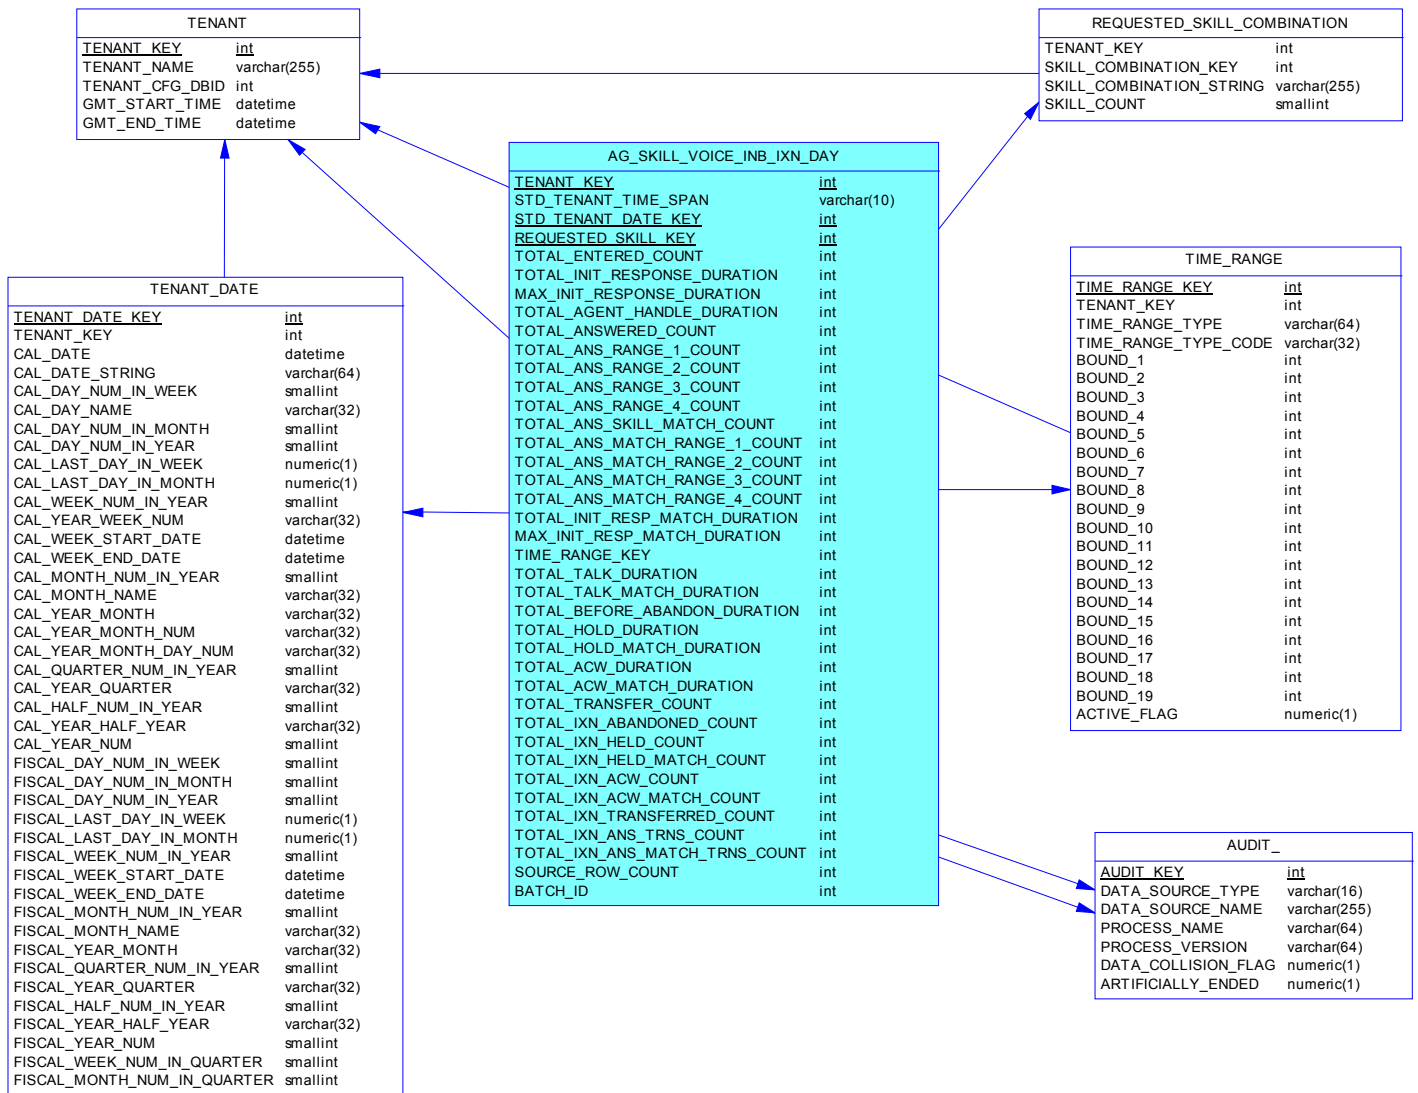 TENANT
TENANT_KEY int
TENANT_NAME varchar(255)
TENANT_CFG_DBID int
GMT_START_TIME datetime
GMT_END_TIME datetime
REQUESTED_SKILL_COMBINATION
TENANT_KEY int
SKILL_COMBINATION_KEY int
SKILL_COMBINATION_STRING varchar(255)
SKILL_COUNT smallint
AG_SKILL_VOICE_INB_IXN_DAY
TENANT_KEY int
STD_TENANT_TIME_SPAN varchar(10)
STD_TENANT_DATE_KEY int
REQUESTED_SKILL_KEY int
TOTAL_ENTERED_COUNT int
TOTAL_INIT_RESPONSE_DURATION int
MAX_INIT_RESPONSE_DURATION int
TOTAL_AGENT_HANDLE_DURATION int
TOTAL_ANSWERED_COUNT int
TOTAL_ANS_RANGE_1_COUNT int
TOTAL_ANS_RANGE_2_COUNT int
TOTAL_ANS_RANGE_3_COUNT int
TOTAL_ANS_RANGE_4_COUNT int
TOTAL_ANS_SKILL_MATCH_COUNT int
TOTAL_ANS_MATCH_RANGE_1_COUNT int
TOTAL_ANS_MATCH_RANGE_2_COUNT int
TOTAL_ANS_MATCH_RANGE_3_COUNT int
TOTAL_ANS_MATCH_RANGE_4_COUNT int
TOTAL_INIT_RESP_MATCH_DURATION int
MAX_INIT_RESP_MATCH_DURATION int
TIME_RANGE_KEY int
TOTAL_TALK_DURATION int
TOTAL_TALK_MATCH_DURATION int
TOTAL_BEFORE_ABANDON_DURATION int
TOTAL_HOLD_DURATION int
TOTAL_HOLD_MATCH_DURATION int
TOTAL_ACW_DURATION int
TOTAL_ACW_MATCH_DURATION int
TOTAL_TRANSFER_COUNT int
TOTAL_IXN_ABANDONED_COUNT int
TOTAL_IXN_HELD_COUNT int
TOTAL_IXN_HELD_MATCH_COUNT int
TOTAL_IXN_ACW_COUNT int
TOTAL_IXN_ACW_MATCH_COUNT int
TOTAL_IXN_TRANSFERRED_COUNT int
TOTAL_IXN_ANS_TRNS_COUNT int
TOTAL_IXN_ANS_MATCH_TRNS_COUNT int
SOURCE_ROW_COUNT int
BATCH_ID int
TIME_RANGE
TIME_RANGE_KEY int
TENANT_KEY int
TIME_RANGE_TYPE varchar(64)
TIME_RANGE_TYPE_CODE varchar(32)
BOUND_1 int
BOUND_2 int
BOUND_3 int
BOUND_4 int
BOUND_5 int
BOUND_6 int
BOUND_7 int
BOUND_8 int
BOUND_9 int
BOUND_10 int
BOUND_11 int
BOUND_12 int
BOUND_13 int
BOUND_14 int
BOUND_15 int
BOUND_16 int
BOUND_17 int
BOUND_18 int
BOUND_19 int
ACTIVE_FLAG numeric(1)
TENANT_DATE
TENANT_DATE_KEY int
TENANT_KEY int
CAL_DATE datetime
CAL_DATE_STRING varchar(64)
CAL_DAY_NUM_IN_WEEK smallint
CAL_DAY_NAME varchar(32)
CAL_DAY_NUM_IN_MONTH smallint
CAL_DAY_NUM_IN_YEAR smallint
CAL_LAST_DAY_IN_WEEK numeric(1)
CAL_LAST_DAY_IN_MONTH numeric(1)
CAL_WEEK_NUM_IN_YEAR smallint
CAL_YEAR_WEEK_NUM varchar(32)
CAL_WEEK_START_DATE datetime
CAL_WEEK_END_DATE datetime
CAL_MONTH_NUM_IN_YEAR smallint
CAL_MONTH_NAME varchar(32)
CAL_YEAR_MONTH varchar(32)
CAL_YEAR_MONTH_NUM varchar(32)
CAL_YEAR_MONTH_DAY_NUM varchar(32)
CAL_QUARTER_NUM_IN_YEAR smallint
CAL_YEAR_QUARTER varchar(32)
CAL_HALF_NUM_IN_YEAR smallint
CAL_YEAR_HALF_YEAR varchar(32)
CAL_YEAR_NUM smallint
FISCAL_DAY_NUM_IN_WEEK smallint
FISCAL_DAY_NUM_IN_MONTH smallint
FISCAL_DAY_NUM_IN_YEAR smallint
FISCAL_LAST_DAY_IN_WEEK numeric(1)
FISCAL_LAST_DAY_IN_MONTH numeric(1)
FISCAL_WEEK_NUM_IN_YEAR smallint
FISCAL_WEEK_START_DATE datetime
FISCAL_WEEK_END_DATE datetime
FISCAL_MONTH_NUM_IN_YEAR smallint
FISCAL_MONTH_NAME varchar(32)
FISCAL_YEAR_MONTH varchar(32)
FISCAL_QUARTER_NUM_IN_YEAR smallint
FISCAL_YEAR_QUARTER varchar(32)
FISCAL_HALF_NUM_IN_YEAR smallint
FISCAL_YEAR_HALF_YEAR varchar(32)
FISCAL_YEAR_NUM smallint
FISCAL_WEEK_NUM_IN_QUARTER smallint
FISCAL_MONTH_NUM_IN_QUARTER smallint
AUDIT_
AUDIT_KEY int
DATA_SOURCE_TYPE varchar(16)
DATA_SOURCE_NAME varchar(255)
PROCESS_NAME varchar(64)
PROCESS_VERSION varchar(64)
DATA_COLLISION_FLAG numeric(1)
ARTIFICIALLY_ENDED numeric(1)